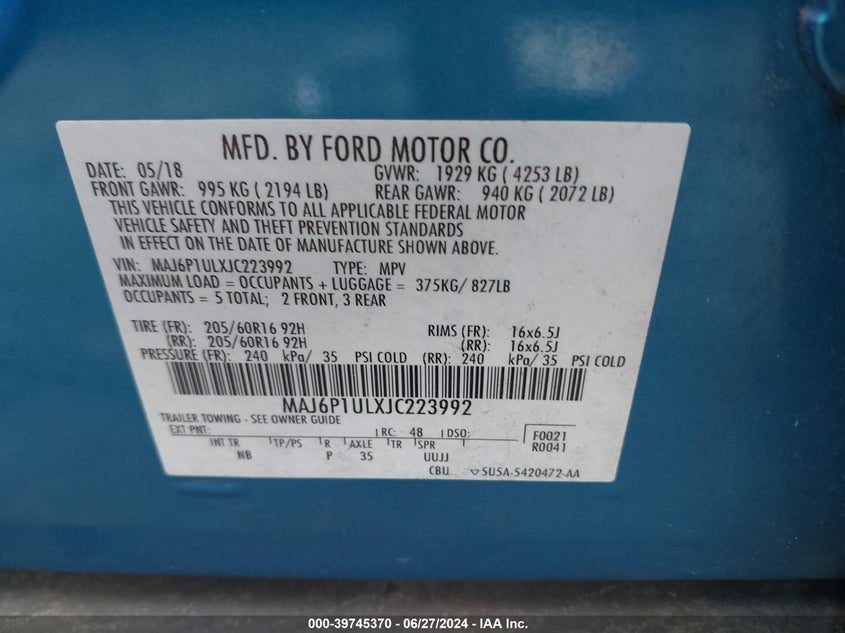 MFD. BY FORD MOTOR CO.
DATE: 05/18 GVWR: 1929 KG ( 4253 LB)
FRONT GAWR: 995 KG ( 2194 LB) REAR GAWR: 940 KG ( 2072 LB)
THIS VEHICLE CONFORMS TO ALL APPLICABLE FEDERAL MOTOR
VEHICLE SAFETY AND THEFT PREVENTION STANDARDS
IN EFFECT ON THE DATE OF MANUFACTURE SHOWN ABOVE.
VIN: MAJ6P1ULXJC223992 TYPE: MPV
MAXIMUM LOAD = OCCUPANTS + LUGGAGE = 375KG/ 827LB
OCCUPANTS = 5 TOTAL; 2 FRONT, 3 REAR
TIRE (FR): 205/60R16 92H RIMS (FR): 16x6.5J
(RR): 205/60R16 92H (RR): 16x6.5J
PRESSURE (FR): 240 kPa/ 35 PSI COLD (RR): 240 kPa/ 35 PSI COLD
MAJ6P1ULXJC223992
TRAILER TOWING - SEE OWNER GUIDE
EXT PNT: RC: 48 DSO: F0021
INT TR TP/PS R AXLE TR SPR R0041
NB P 35 UUJJ
CBU 5U5A-5420472-AA
000-39745370 - 06/27/2024 - IAA Inc.